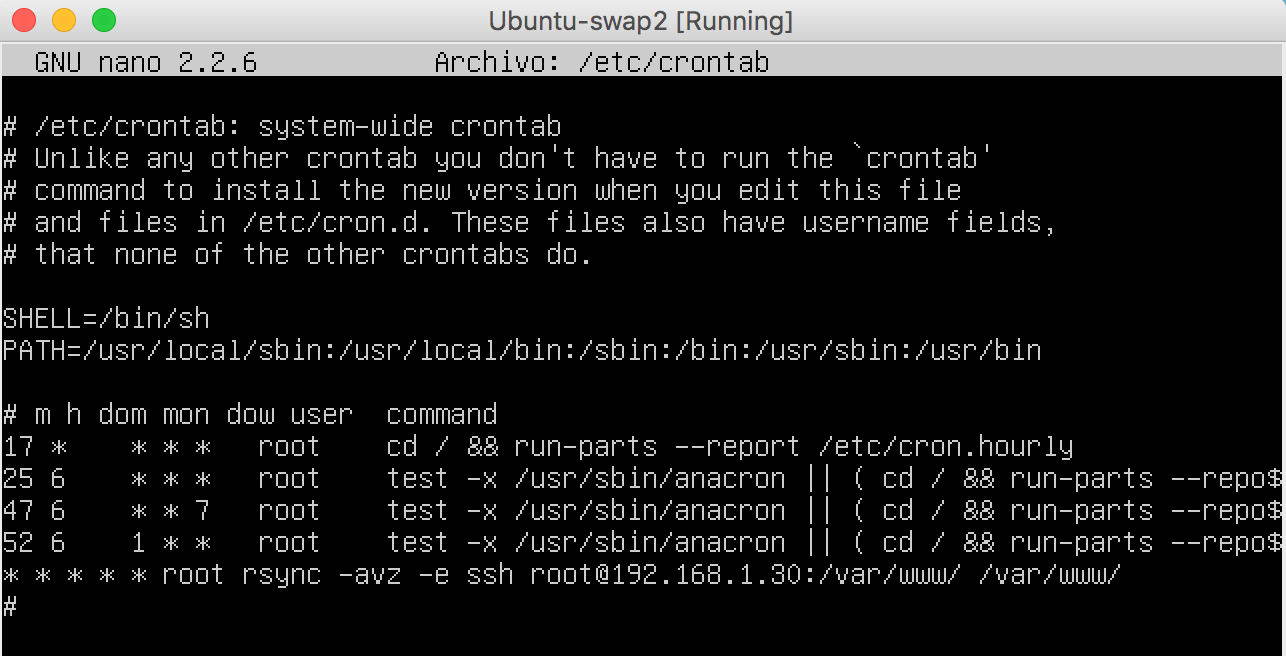 Ubuntu-swap2 [Running]
GNU nano 2.2.6 Archivo: /etc/crontab
# /etc/crontab: system-wide crontab
# Unlike any other crontab you don't have to run the `crontab'
# command to install the new version when you edit this file
# and files in /etc/cron.d. These files also have username fields,
# that none of the other crontabs do.
SHELL=/bin/sh
PATH=/usr/local/sbin:/usr/local/bin:/sbin:/bin:/usr/sbin:/usr/bin
# m h dom mon dow user  command
17 *    * * *   root    cd / && run-parts --report /etc/cron.hourly
25 6    * * *   root    test -x /usr/sbin/anacron || ( cd / && run-parts --repo$
47 6    * * 7   root    test -x /usr/sbin/anacron || ( cd / && run-parts --repo$
52 6    1 * *   root    test -x /usr/sbin/anacron || ( cd / && run-parts --repo$
* * * * * root rsync -avz -e ssh root@192.168.1.30:/var/www/ /var/www/
#